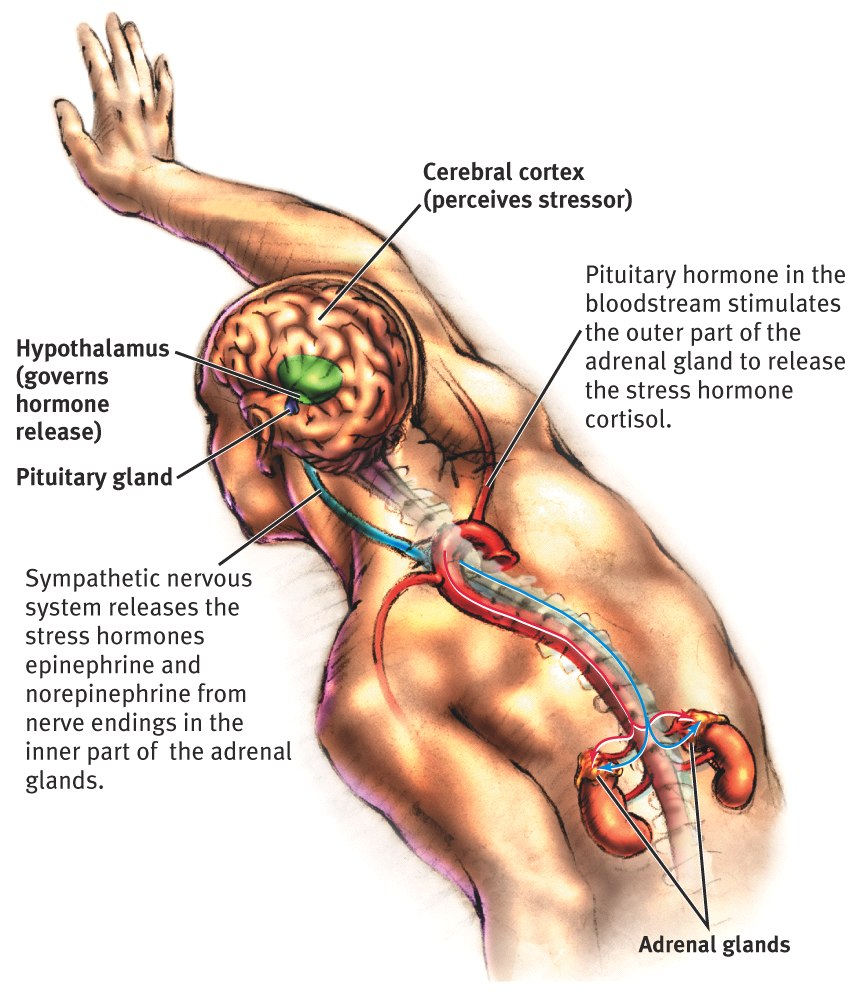 Cerebral cortex
(perceives stressor)
Pituitary hormone in the
bloodstream stimulates
the outer part of the
adrenal gland to release
the stress hormone
cortisol.
Hypothalamus
(governs
hormone
release)
Pituitary gland
Sympathetic nervous
system releases the
stress hormones
epinephrine and
norepinephrine from
nerve endings in the
inner part of the adrenal
glands.
Adrenal glands